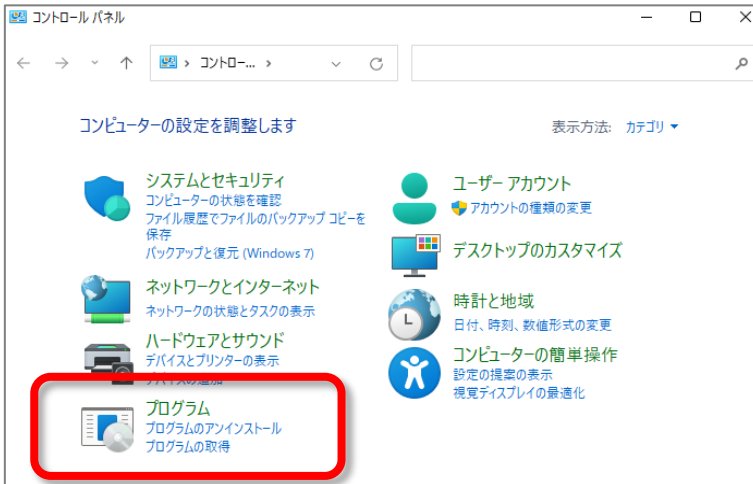 コントロール パネル
コントロー...
コンピューターの設定を調整します
表示方法: カテゴリ
システムとセキュリティ
コンピューターの状態を確認
ファイル履歴でファイルのバックアップ コピーを
保存
バックアップと復元 (Windows 7)
ネットワークとインターネット
ネットワークの状態とタスクの表示
ハードウェアとサウンド
デバイスとプリンターの表示
デバイスの追加
プログラム
プログラムのアンインストール
プログラムの取得
ユーザー アカウント
アカウントの種類の変更
デスクトップのカスタマイズ
時計と地域
日付、時刻、数値形式の変更
コンピューターの簡単操作
設定の提案の表示
視覚ディスプレイの最適化